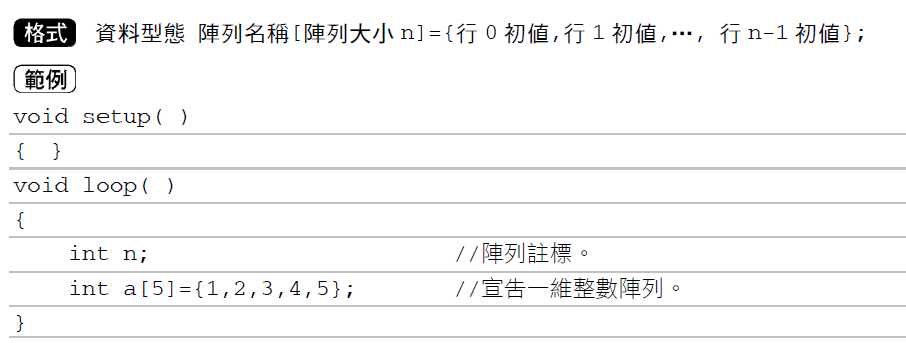 格式 資料型態 陣列名稱[陣列大小n]={行0初值,行1初值,…, 行n-1初值};
範例
void setup( )
{  }
void loop( )
{
    int n;                //陣列註標。
    int a[5]={1,2,3,4,5};        //宣告一維整數陣列。
}